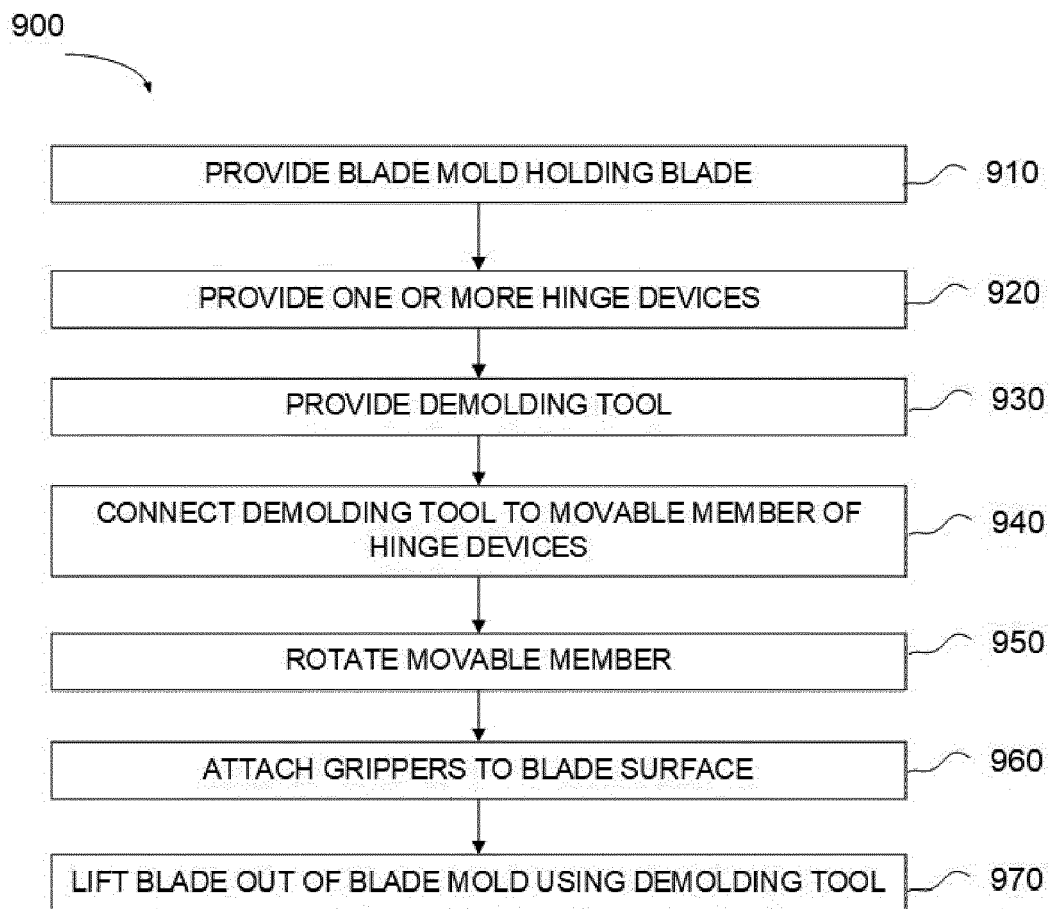 900
PROVIDE BLADE MOLD HOLDING BLADE
910
PROVIDE ONE OR MORE HINGE DEVICES
920
PROVIDE DEMOLDING TOOL
930
CONNECT DEMOLDING TOOL TO MOVABLE MEMBER OF
HINGE DEVICES
940
ROTATE MOVABLE MEMBER
950
ATTACH GRIPPERS TO BLADE SURFACE
960
LIFT BLADE OUT OF BLADE MOLD USING DEMOLDING TOOL
970